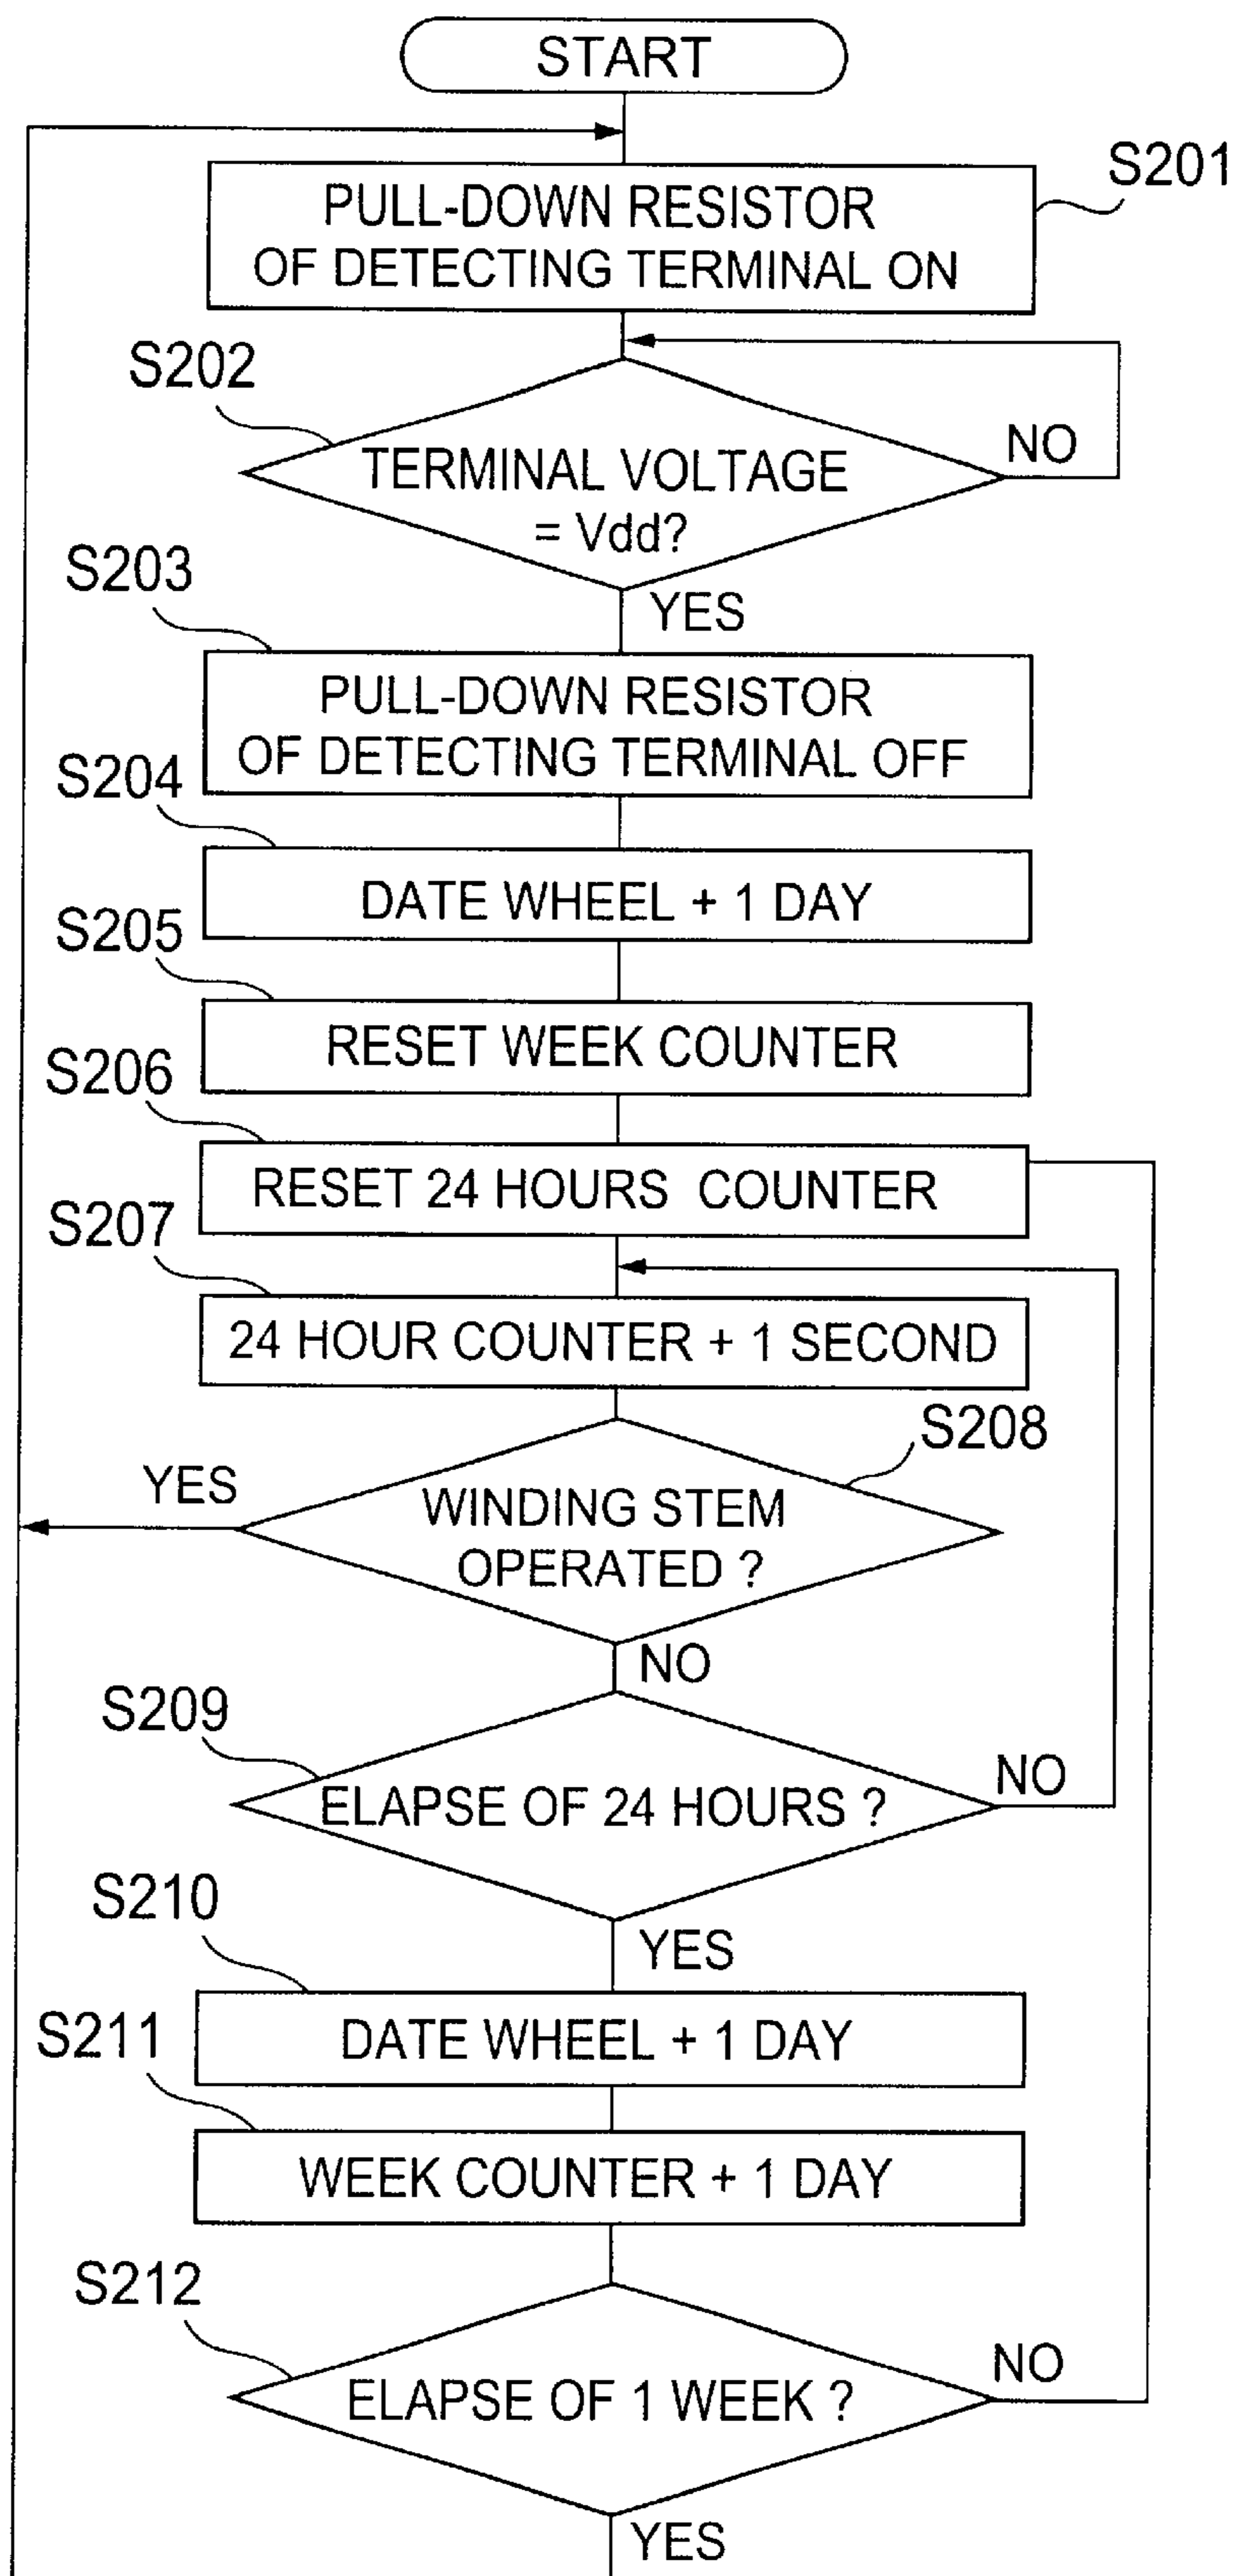 START
S201
PULL-DOWN RESISTOR
OF DETECTING TERMINAL ON
S202
NO
TERMINAL VOLTAGE
= Vdd?
S203
YES
PULL-DOWN RESISTOR
OF DETECTING TERMINAL OFF
S204
DATE WHEEL + 1 DAY
S205
RESET WEEK COUNTER
S206
RESET 24 HOURS COUNTER
S207
24 HOUR COUNTER + 1 SECOND
S208
YES
WINDING STEM
OPERATED ?
NO
S209
NO
ELAPSE OF 24 HOURS ?
S210
YES
DATE WHEEL + 1 DAY
S211
WEEK COUNTER + 1 DAY
S212
NO
ELAPSE OF 1 WEEK ?
YES